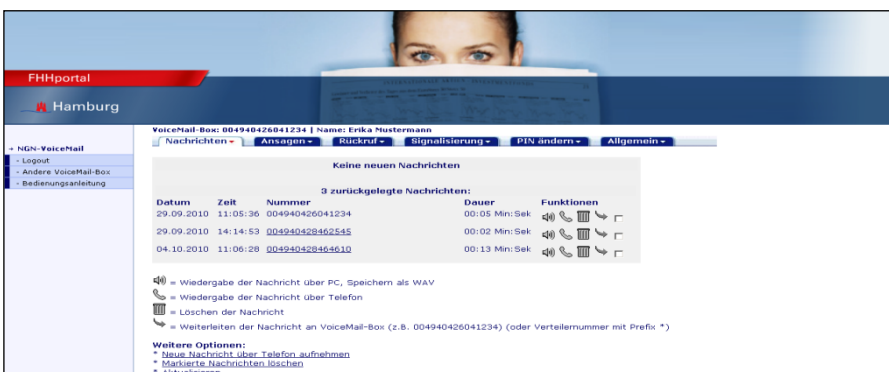 FHHportal
Hamburg
VoiceMail-Box: 004940426041234 | Name: Erika Mustermann
Nachrichten Ansagen Rückruf Signalisierung PIN ändern Allgemein
NGN-VoiceMail
- Logout
- Andere VoiceMail-Box
- Bedienungsanleitung
Keine neuen Nachrichten
3 zurückgelegte Nachrichten:
Datum Zeit Nummer Dauer Funktionen
29.09.2010 11:05:36 004940426041234 00:05 Min:Sek
29.09.2010 14:14:53 004940428462545 00:02 Min:Sek
04.10.2010 11:06:28 004940428464610 00:13 Min:Sek
= Wiedergabe der Nachricht über PC, Speichern als WAV
= Wiedergabe der Nachricht über Telefon
= Löschen der Nachricht
= Weiterleiten der Nachricht an VoiceMail-Box (z.B. 004940426041234) (oder Verteilernummer mit Prefix *)
Weitere Optionen:
* Neue Nachricht über Telefon aufnehmen
* Markierte Nachrichten löschen
* Aktualisieren